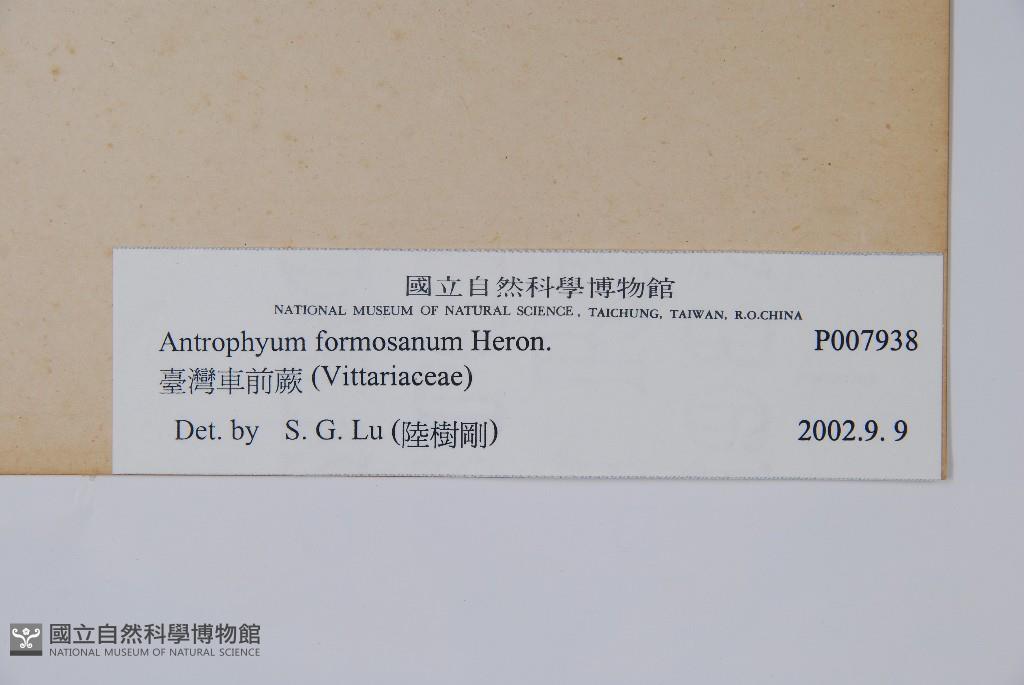 國立自然科學博物館
NATIONAL MUSEUM OF NATURAL SCIENCE, TAICHUNG, TAIWAN, R.O.CHINA
Antrophyum formosanum Heron. P007938
臺灣車前蕨 (Vittariaceae)
Det. by S. G. Lu (陸樹剛) 2002.9. 9
國立自然科學博物館
NATIONAL MUSEUM OF NATURAL SCIENCE